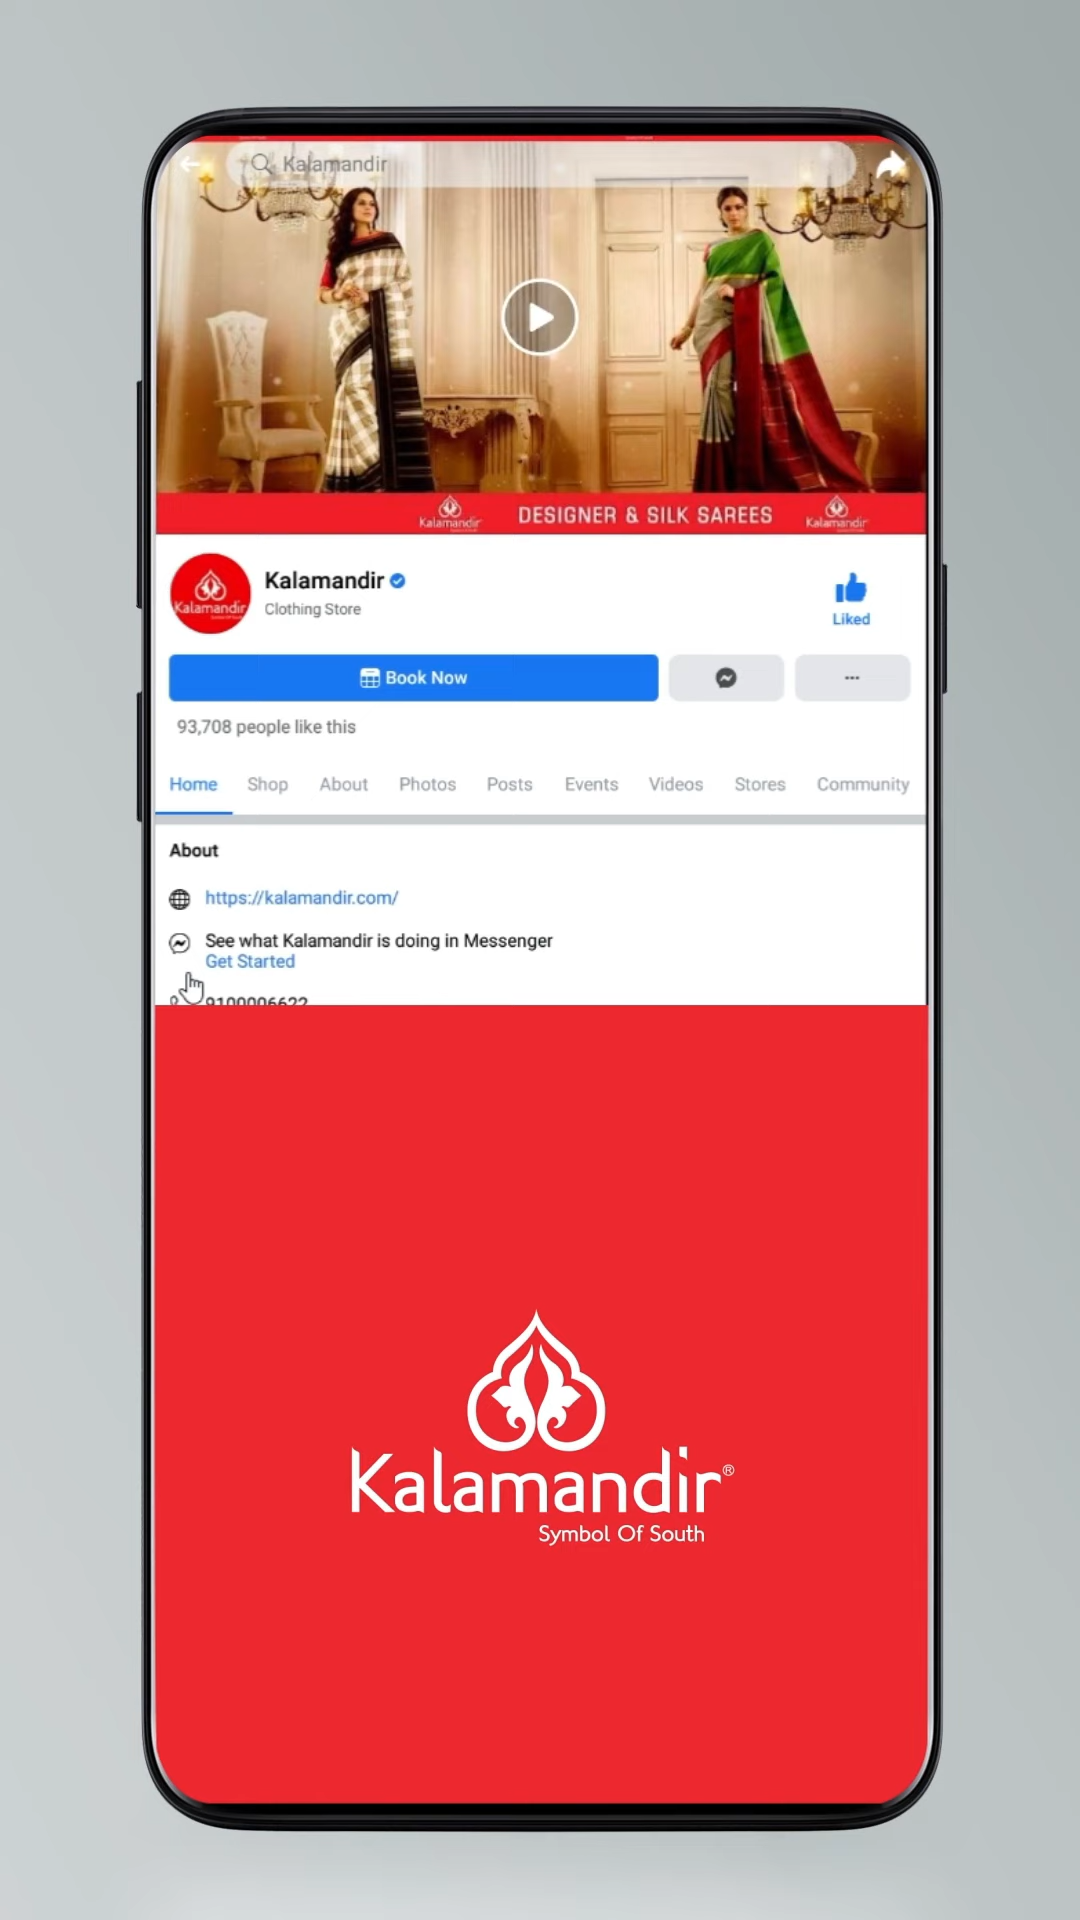 Kalamandir
Kalamandir
DESIGNER & SILK SAREES
Kalamandir
Kalamandir
Kalamandir
Clothing Store
Liked
Book Now
93,708 people like this
Home Shop About Photos Posts Events Videos Stores Community
About
https://kalamandir.com/
See what Kalamandir is doing in Messenger
Get Started
9100006622
Kalamandir®
Symbol Of South